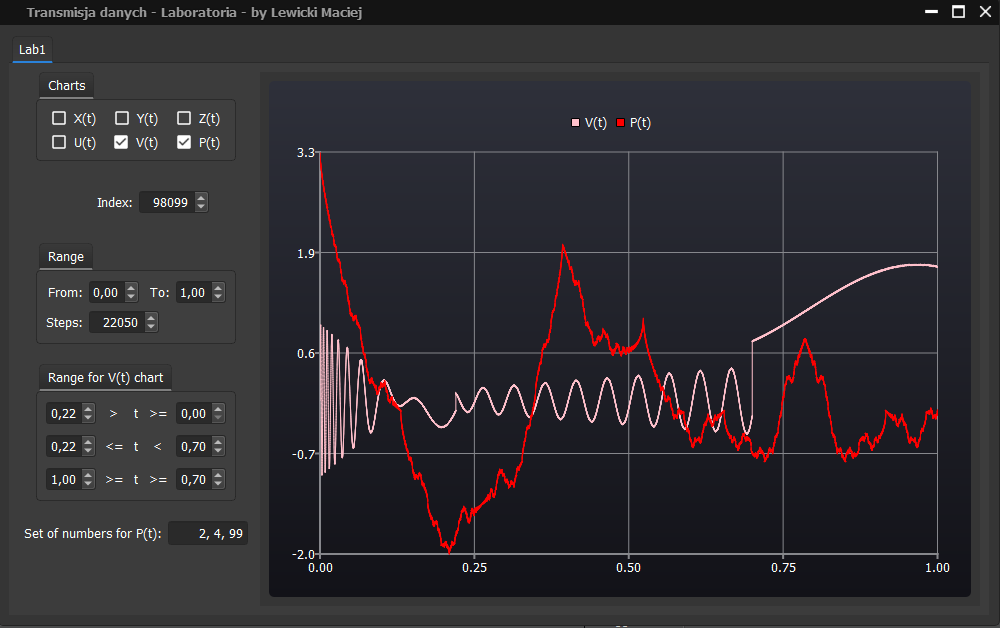 Transmisja danych - Laboratoria - by Lewicki Maciej
Lab1
Charts
X(t) Y(t) Z(t)
U(t) V(t) P(t)
Index: 98099
Range
From: 0,00 To: 1,00
Steps: 22050
Range for V(t) chart
0,22 > t >= 0,00
0,22 <= t < 0,70
1,00 >= t >= 0,70
Set of numbers for P(t): 2, 4, 99
V(t) P(t)
3.3
1.9
0.6
-0.7
-2.0
0.00 0.25 0.50 0.75 1.00